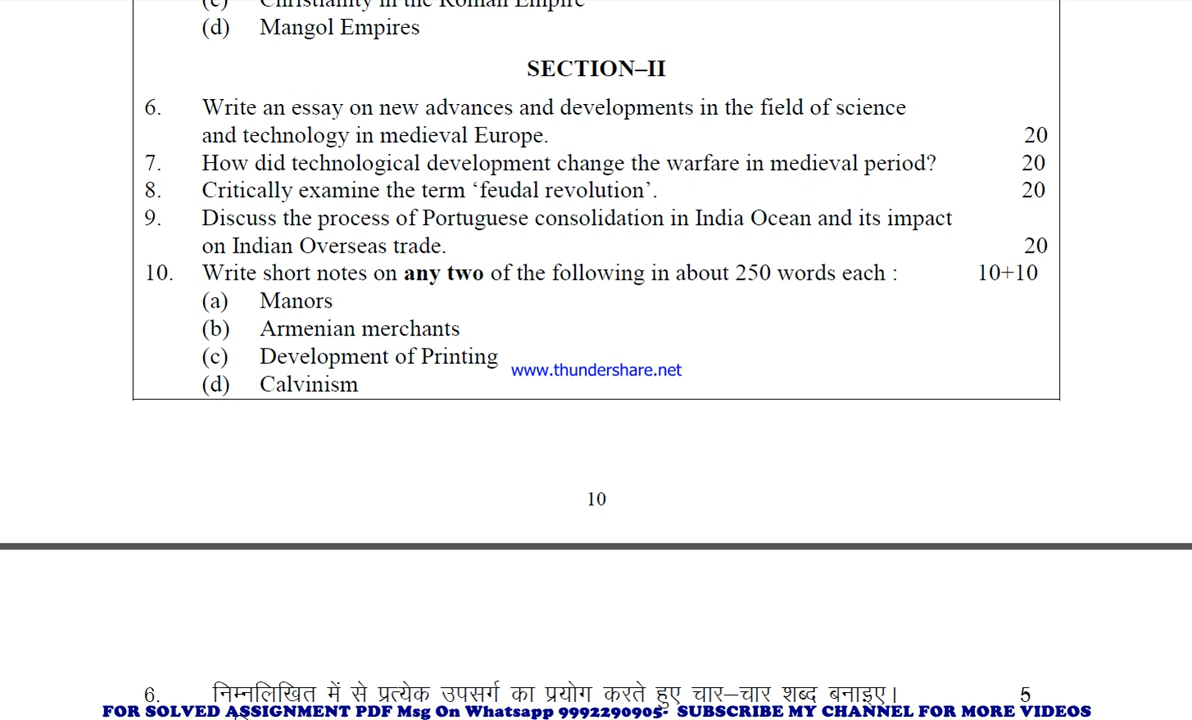 (c) Christianity in the Roman Empire
(d) Mangol Empires
SECTION–II
6. Write an essay on new advances and developments in the field of science
and technology in medieval Europe. 20
7. How did technological development change the warfare in medieval period? 20
8. Critically examine the term ‘feudal revolution’. 20
9. Discuss the process of Portuguese consolidation in India Ocean and its impact
on Indian Overseas trade. 20
10. Write short notes on any two of the following in about 250 words each : 10+10
(a) Manors
(b) Armenian merchants
(c) Development of Printing
www.thundershare.net
(d) Calvinism
10
6. निम्नलिखित में से प्रत्येक उपसर्ग का प्रयोग करते हुए चार–चार शब्द बनाइए। 5
FOR SOLVED ASSIGNMENT PDF Msg On Whatsapp 9992290905- SUBSCRIBE MY CHANNEL FOR MORE VIDEOS